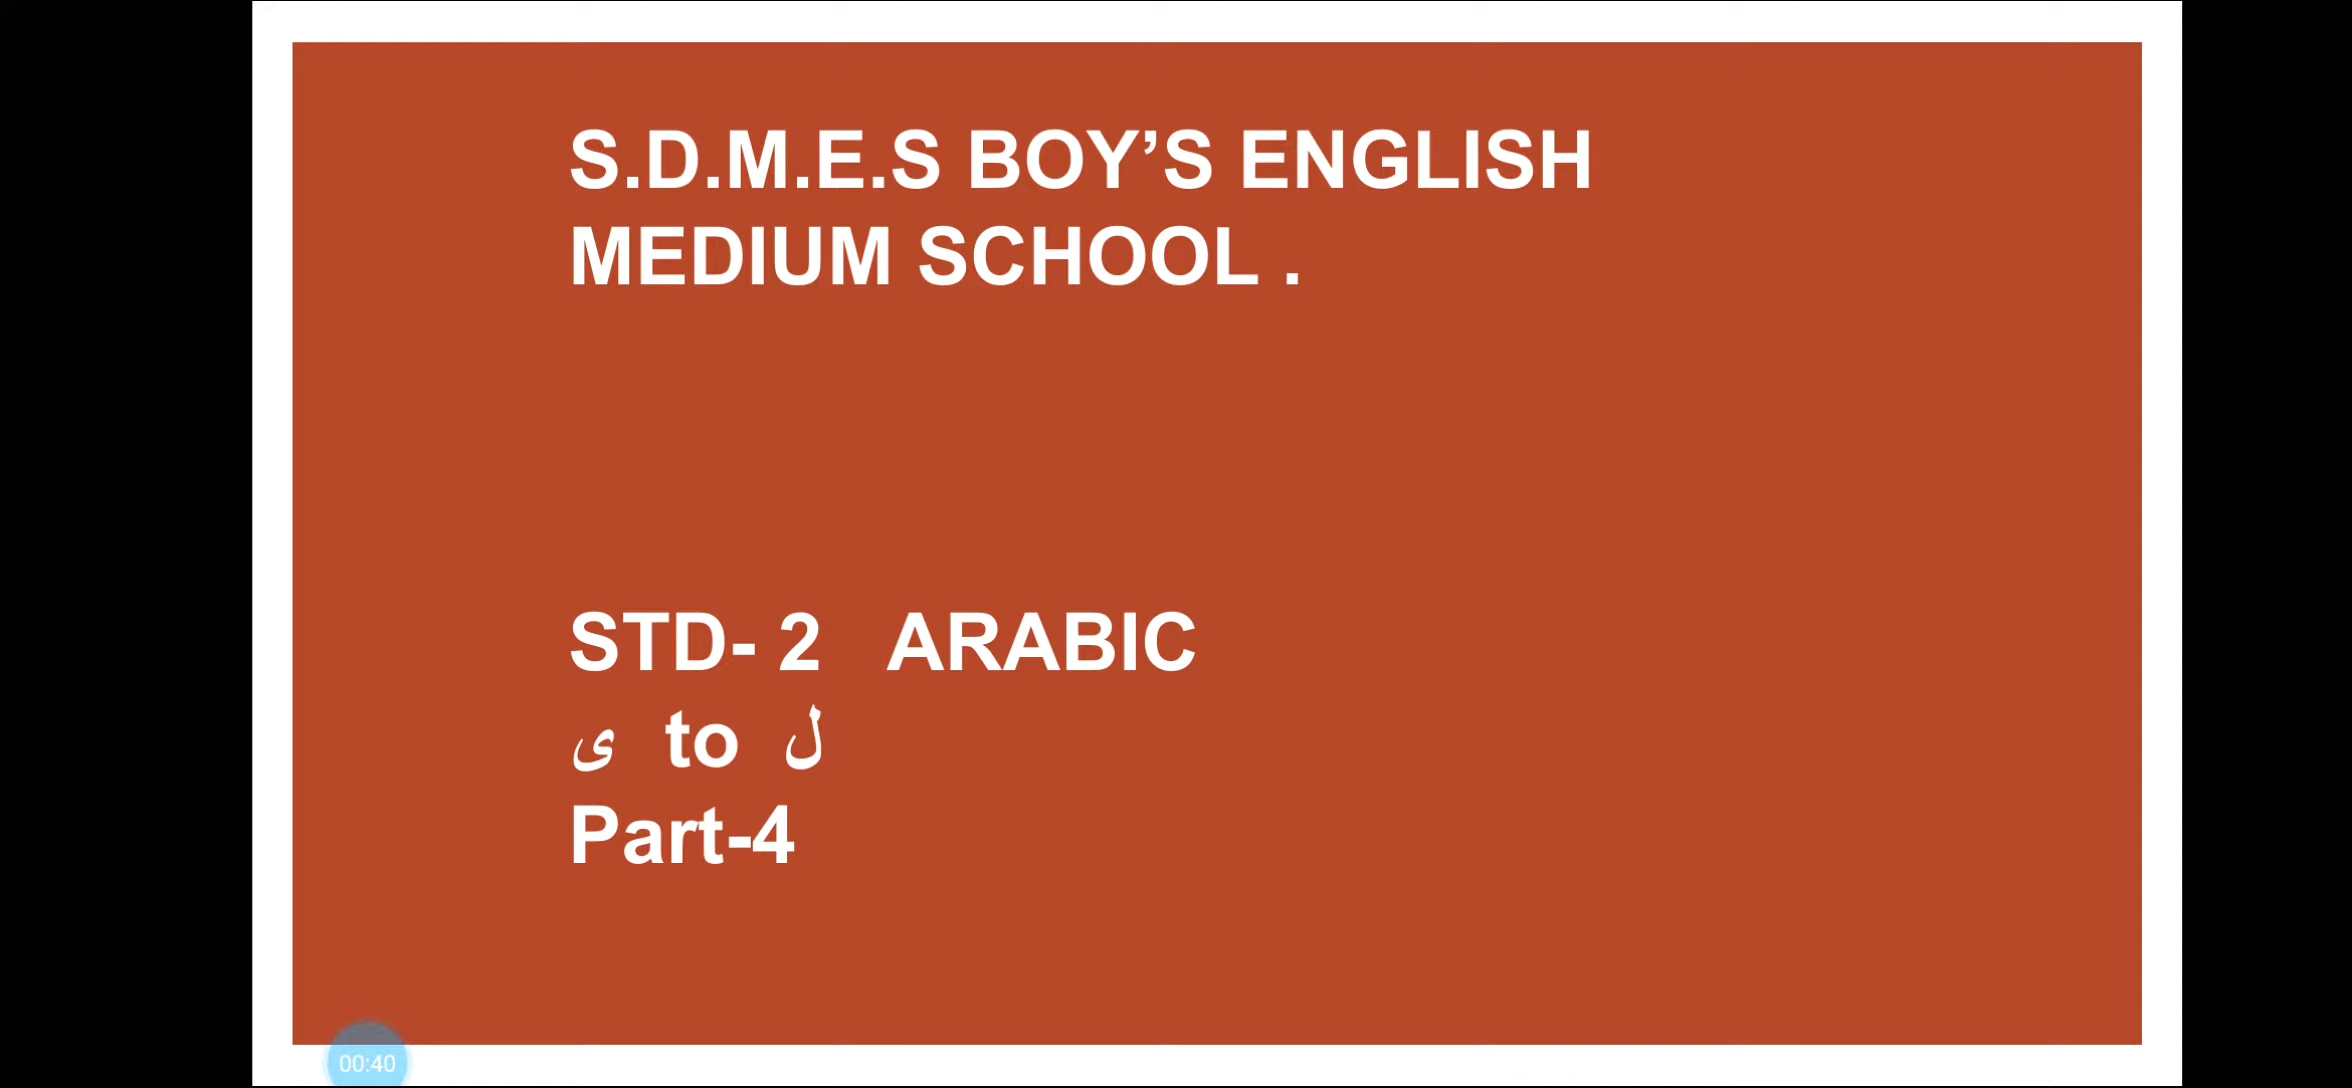 S.D.M.E.S BOY’S ENGLISH
MEDIUM SCHOOL .
STD- 2 ARABIC
ى to ل
Part-4
00:40